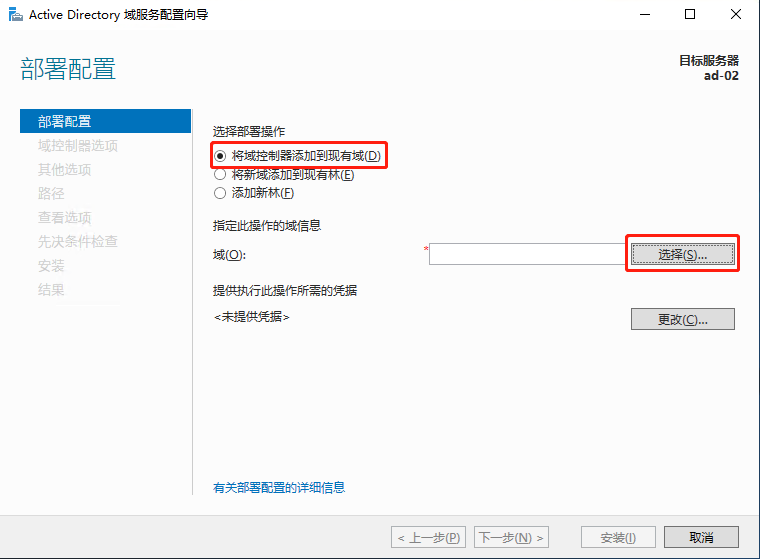 Active Directory 域服务配置向导
部署配置
目标服务器
ad-02
部署配置
域控制器选项
其他选项
路径
查看选项
先决条件检查
安装
结果
选择部署操作
将域控制器添加到现有域(D)
将新域添加到现有林(E)
添加新林(F)
指定此操作的域信息
域(O):
*
选择(S)...
提供执行此操作所需的凭据
<未提供凭据>
更改(C)...
有关部署配置的详细信息
< 上一步(P)
下一步(N) >
安装(I)
取消